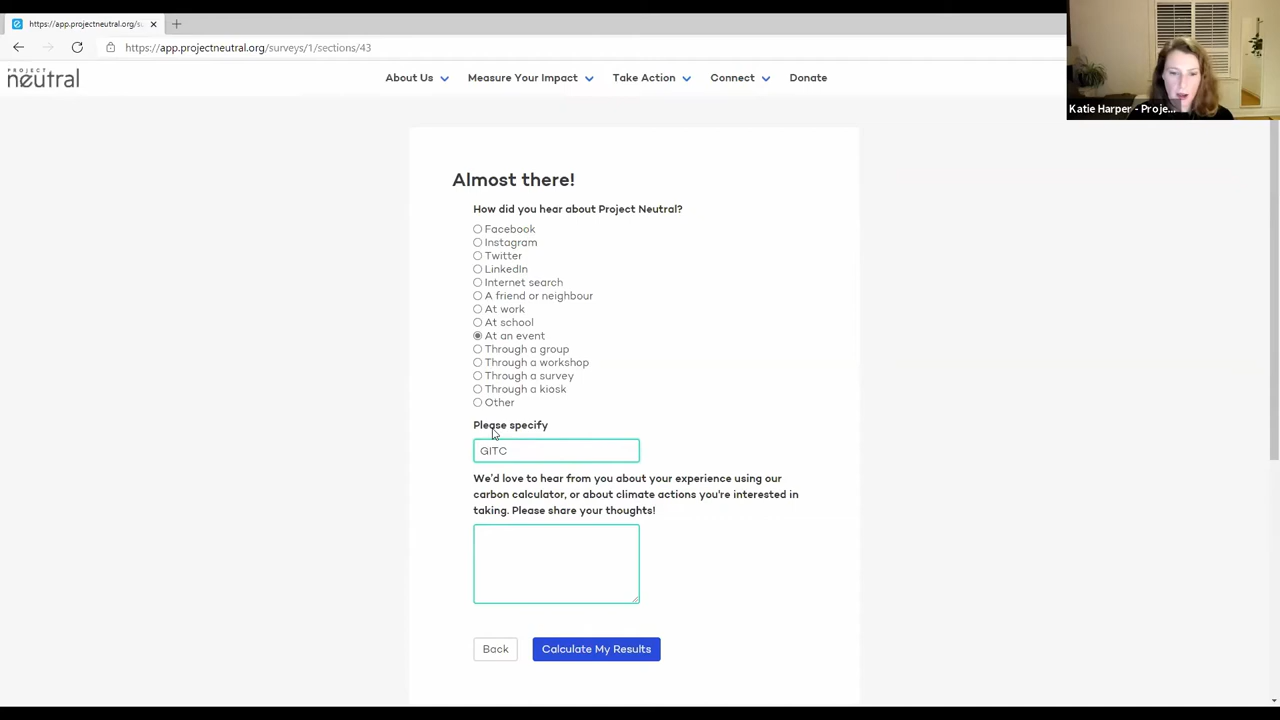 https://app.projectneutral.org/su
https://app.projectneutral.org/surveys/1/sections/43
PROJECT
neutral
About Us
Measure Your Impact
Take Action
Connect
Donate
Katie Harper - Proje...
Almost there!
How did you hear about Project Neutral?
Facebook
Instagram
Twitter
LinkedIn
Internet search
A friend or neighbour
At work
At school
At an event
Through a group
Through a workshop
Through a survey
Through a kiosk
Other
Please specify
GITC
We'd love to hear from you about your experience using our
carbon calculator, or about climate actions you're interested in
taking. Please share your thoughts!
Back
Calculate My Results